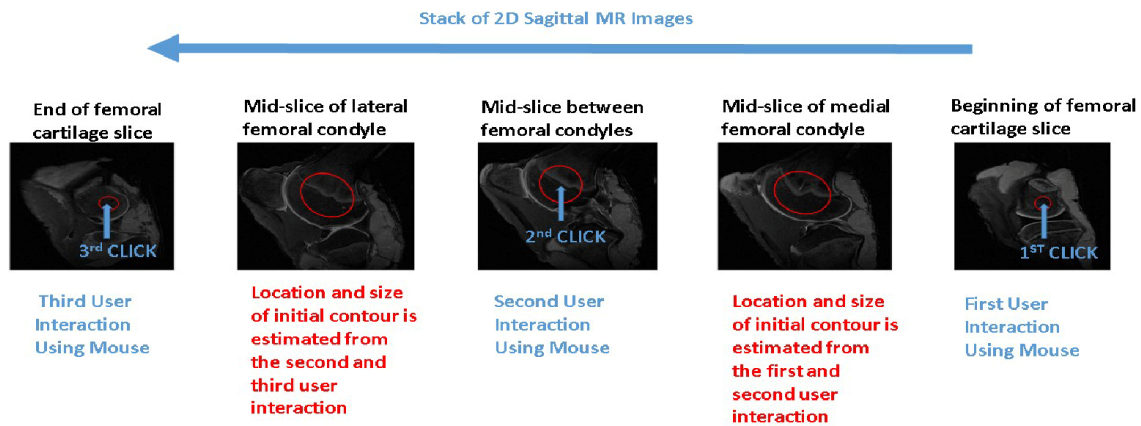 Stack of 2D Sagittal MR Images
End of femoral
cartilage slice
Mid-slice of lateral
femoral condyle
Mid-slice between
femoral condyles
Mid-slice of medial
femoral condyle
Beginning of femoral
cartilage slice
3rd CLICK
2nd CLICK
1ST CLICK
Third User
Interaction
Using Mouse
Location and size
of initial contour is
estimated from
the second and
third user
interaction
Second User
Interaction
Using Mouse
Location and size
of initial contour is
estimated from
the first and
second user
interaction
First User
Interaction
Using Mouse